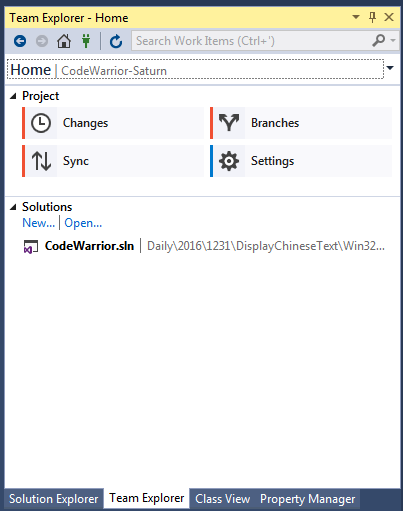 Team Explorer - Home
Search Work Items (Ctrl+')
Home | CodeWarrior-Saturn
Project
Changes
Branches
Sync
Settings
Solutions
New... | Open...
CodeWarrior.sln | Daily\2016\1231\DisplayChineseText\Win32...
Solution Explorer Team Explorer Class View Property Manager